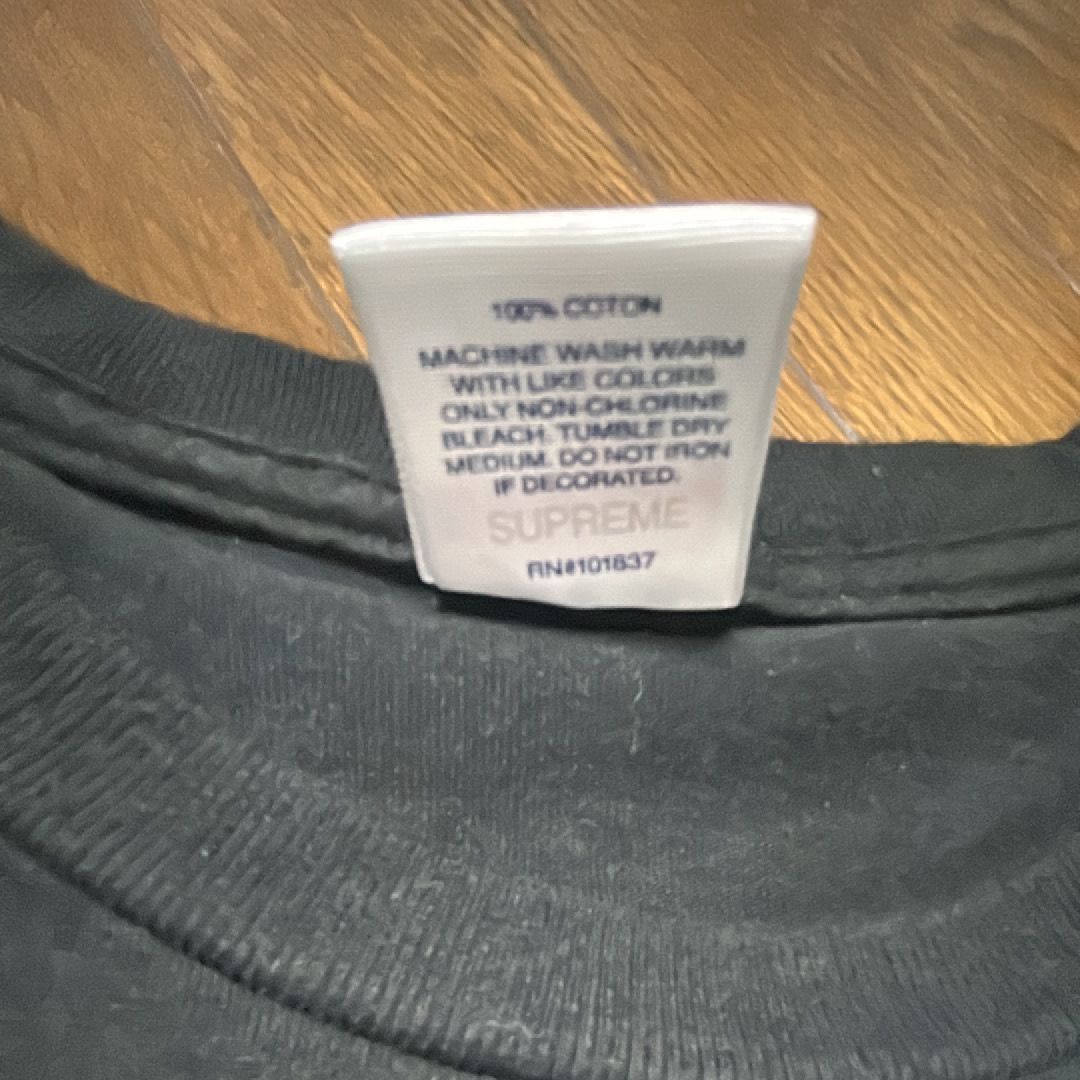 100% COTON
MACHINE WASH WARM
WITH LIKE COLORS
ONLY NON-CHLORINE
BLEACH. TUMBLE DRY
MEDIUM. DO NOT IRON
IF DECORATED.
SUPREME
RN#101837